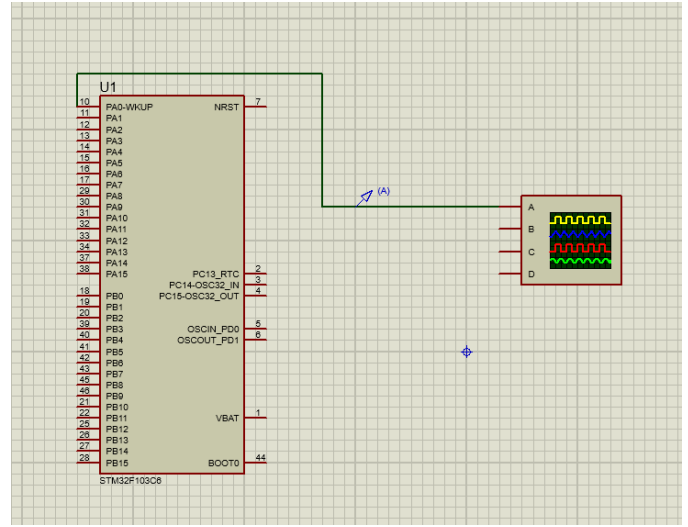 U1
10 PA0-WKUP NRST 7
11 PA1
12 PA2
13 PA3
14 PA4
15 PA5
16 PA6
17 PA7
29 PA8
30 PA9
31 PA10
32 PA11
33 PA12
34 PA13
37 PA14
38 PA15 PC13_RTC 2
PC14-OSC32_IN 3
18 PB0 PC15-OSC32_OUT 4
19 PB1
20 PB2
39 PB3 OSCIN_PD0 5
40 PB4 OSCOUT_PD1 6
41 PB5
42 PB6
43 PB7
45 PB8
46 PB9
21 PB10
22 PB11 VBAT 1
25 PB12
26 PB13
27 PB14
28 PB15 BOOT0 44
STM32F103C6
(A)
A
B
C
D